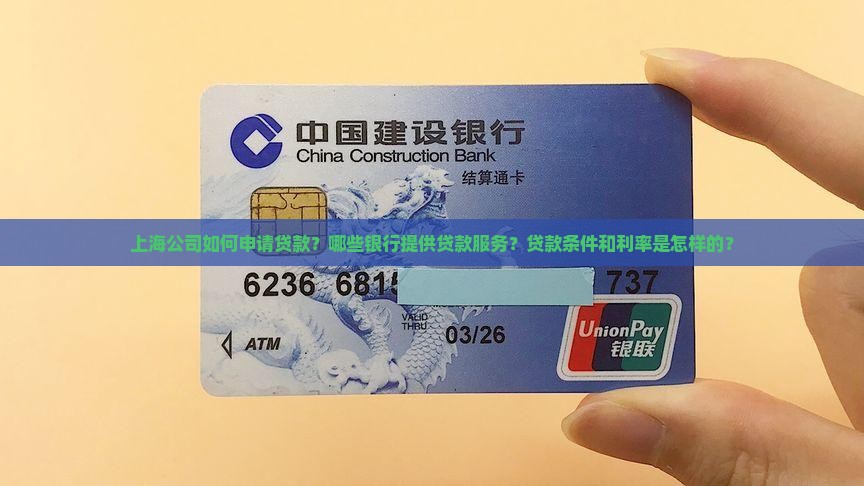 中国建设银行
China Construction Bank
结算通卡
上海公司如何申请贷款？哪些银行提供贷款服务？贷款条件和利率是怎样的？
6236 6815 737
VALID
THRU
03/26
ATM
UnionPay
银联